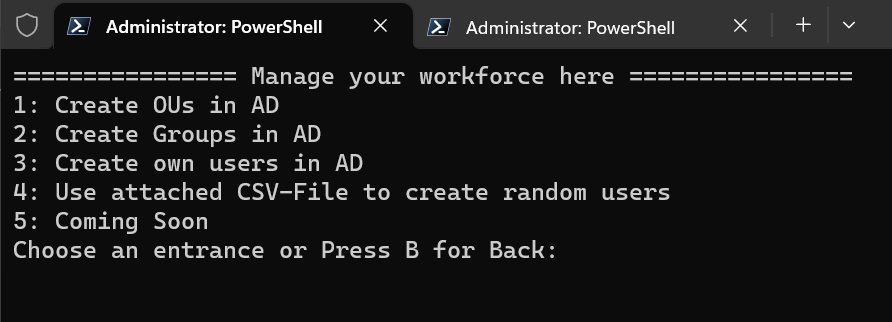 Administrator: PowerShell
Administrator: PowerShell
================ Manage your workforce here ================
1: Create OUs in AD
2: Create Groups in AD
3: Create own users in AD
4: Use attached CSV-File to create random users
5: Coming Soon
Choose an entrance or Press B for Back: